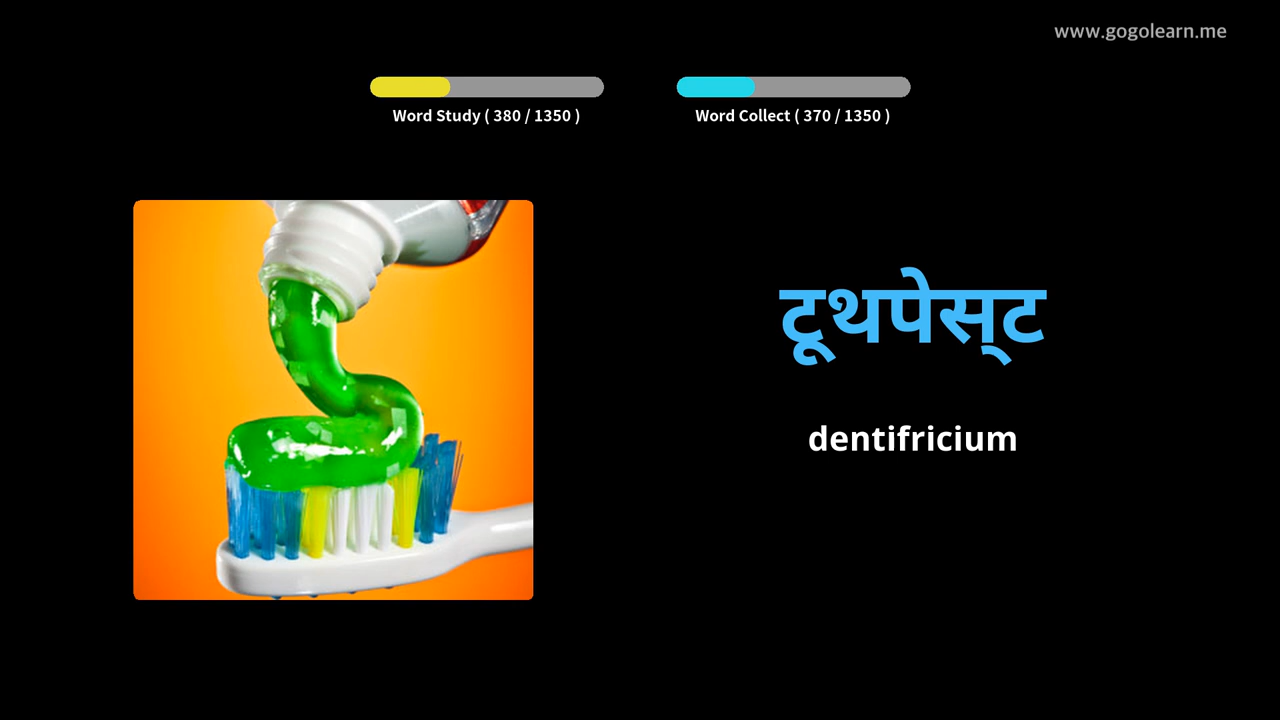 www.gogolearn.me
Word Study ( 380 / 1350 )
Word Collect ( 370 / 1350 )
टूथपेस्‌ट
dentifricium